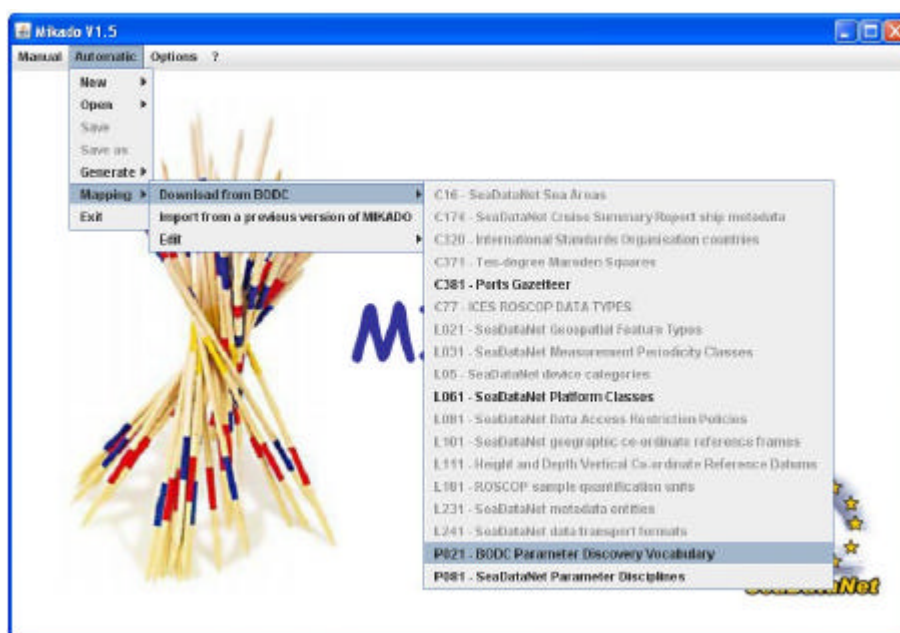 Mikado V1.5
Manual Automatic Options ?
New
Open
Save
Save as
Generate
Mapping
Exit
Download from BODC
Import from a previous version of MIKADO
Edit
C16 - SeaDataNet Sea Areas
C174 - SeaDataNet Cruise Summary Report ship metadata
C320 - International Standards Organisation countries
C371 - Ten-degree Marsden Squares
C381 - Ports Gazetteer
C77 - ICES ROSCOP DATA TYPES
L021 - SeaDataNet Geospatial Feature Types
L031 - SeaDataNet Measurement Periodicity Classes
L05 - SeaDataNet device categories
L061 - SeaDataNet Platform Classes
L081 - SeaDataNet Data Access Restriction Policies
L101 - SeaDataNet geographic co-ordinate reference frames
L111 - Height and Depth Vertical Co-ordinate Reference Datums
L181 - ROSCOP sample quantification units
L231 - SeaDataNet metadata entities
L241 - SeaDataNet data transport formats
P021 - BODC Parameter Discovery Vocabulary
P081 - SeaDataNet Parameter Disciplines
SeaDataNet